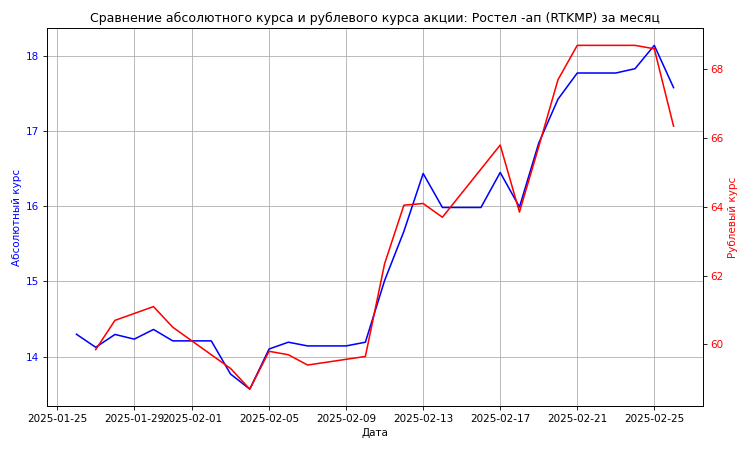 Сравнение абсолютного курса и рублевого курса акции: Ростел -ап (RTKMP) за месяц
18
17
16
15
14
Абсолютный курс
68
66
64
62
60
Рублевый курс
2025-01-25 2025-01-29 2025-02-01 2025-02-05 2025-02-09 2025-02-13 2025-02-17 2025-02-21 2025-02-25
Дата